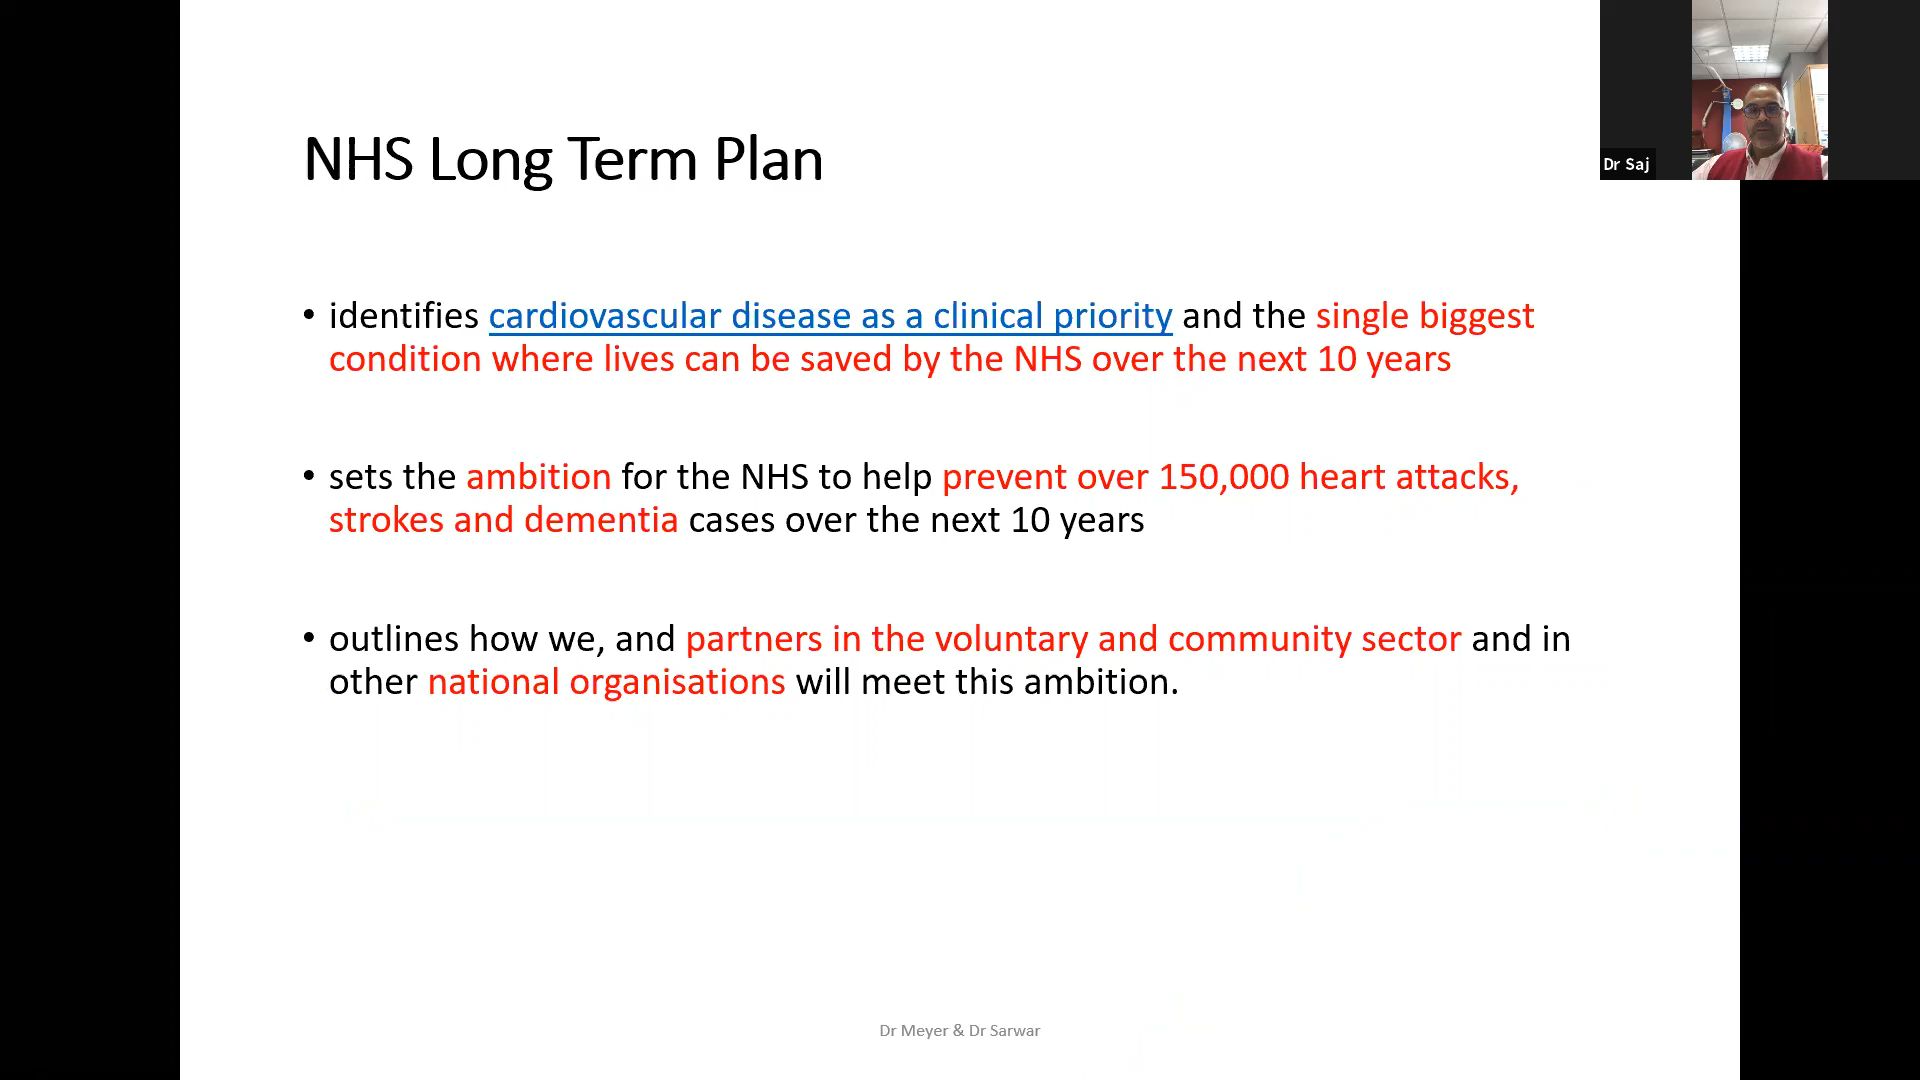 NHS Long Term Plan
• identifies cardiovascular disease as a clinical priority and the single biggest
condition where lives can be saved by the NHS over the next 10 years
• sets the ambition for the NHS to help prevent over 150,000 heart attacks,
strokes and dementia cases over the next 10 years
• outlines how we, and partners in the voluntary and community sector and in
other national organisations will meet this ambition.
Dr Meyer & Dr Sarwar
Dr Saj